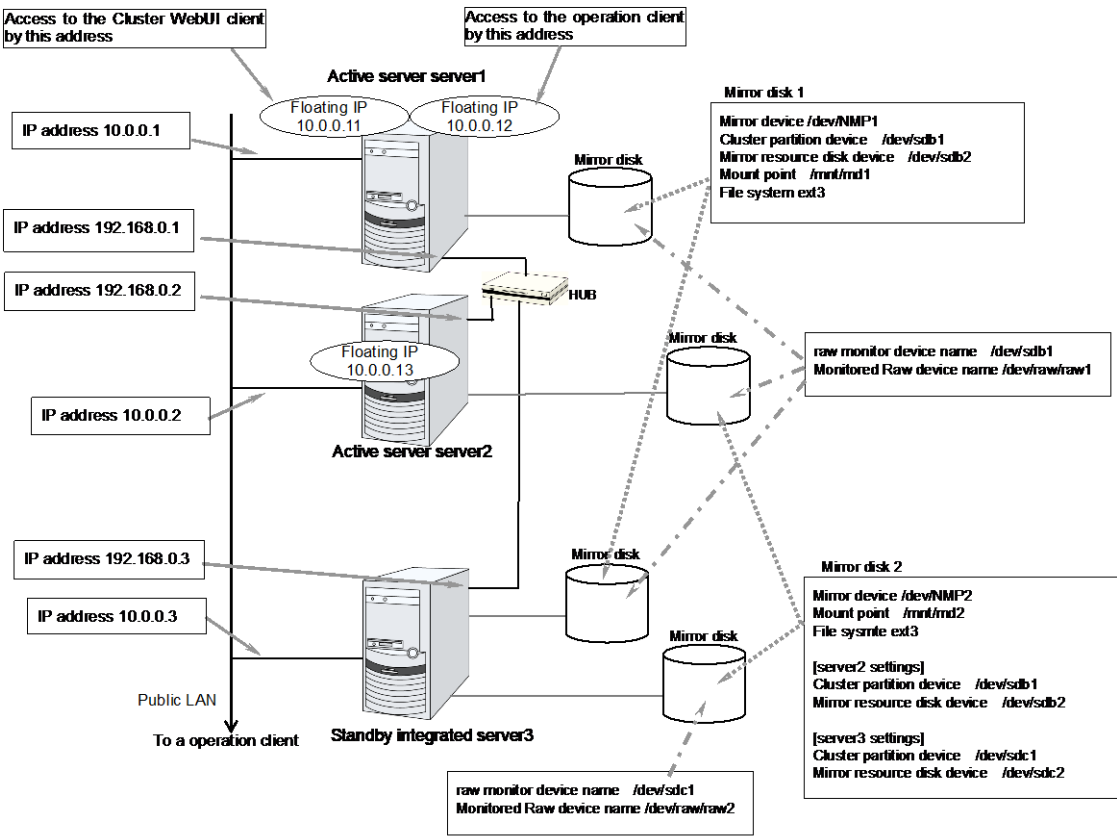 Access to the Cluster WebUI client
by this address
Access to the operation client
by this address
Active server server1
Floating IP
10.0.0.11
Floating IP
10.0.0.12
IP address 10.0.0.1
Mirror disk
Mirror disk 1
Mirror device /dev/NMP1
Cluster partition device /dev/sdb1
Mirror resource disk device /dev/sdb2
Mount point /mnt/md1
File system ext3
IP address 192.168.0.1
IP address 192.168.0.2
HUB
Floating IP
10.0.0.13
Mirror disk
raw monitor device name /dev/sdb1
Monitored Raw device name /dev/raw/raw1
IP address 10.0.0.2
Active server server2
IP address 192.168.0.3
Mirror disk
IP address 10.0.0.3
Mirror disk
Mirror disk 2
Mirror device /dev/NMP2
Mount point /mnt/md2
File sysmte ext3
[server2 settings]
Cluster partition device /dev/sdb1
Mirror resource disk device /dev/sdb2
[server3 settings]
Cluster partition device /dev/sdc1
Mirror resource disk device /dev/sdc2
Public LAN
To a operation client
Standby integrated server3
raw monitor device name /dev/sdc1
Monitored Raw device name /dev/raw/raw2